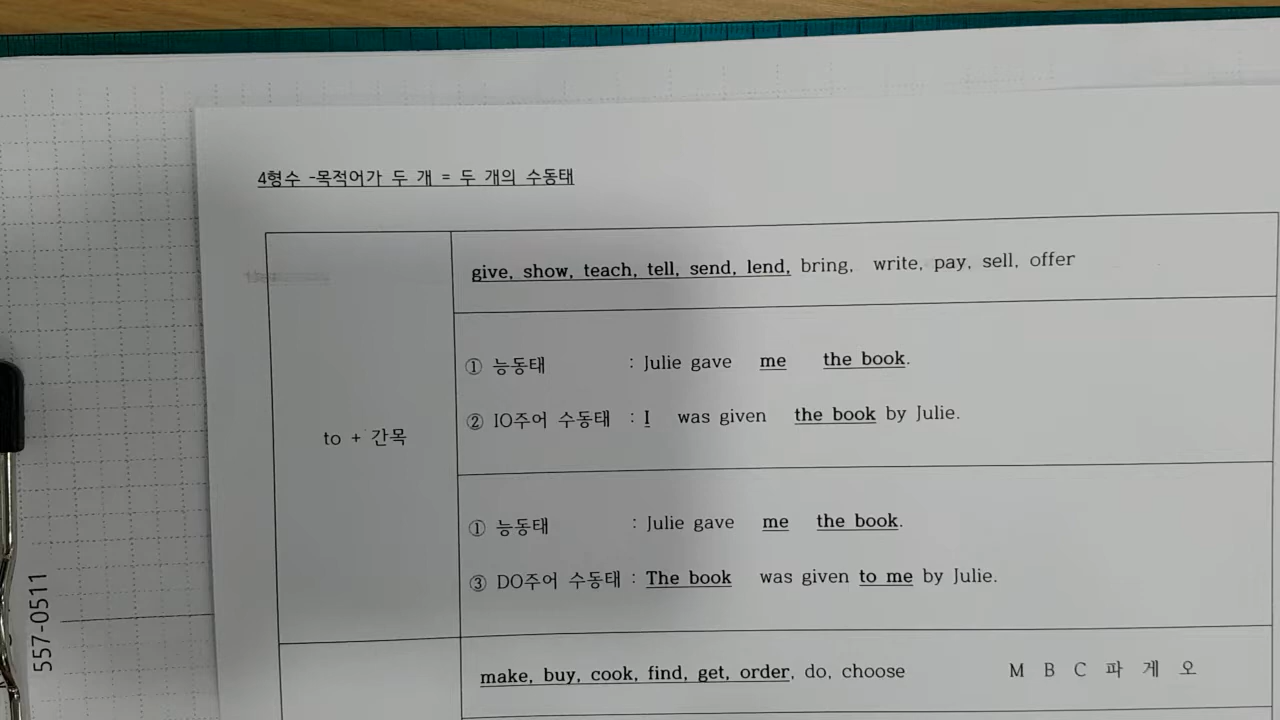 4형수 -목적어가 두 개 = 두 개의 수동태
give, show, teach, tell, send, lend, bring, write, pay, sell, offer
to + 간목
① 능동태 : Julie gave me the book.
② IO주어 수동태 : I was given the book by Julie.
① 능동태 : Julie gave me the book.
③ DO주어 수동태 : The book was given to me by Julie.
make, buy, cook, find, get, order, do, choose M B C 파 게 오
557-0511